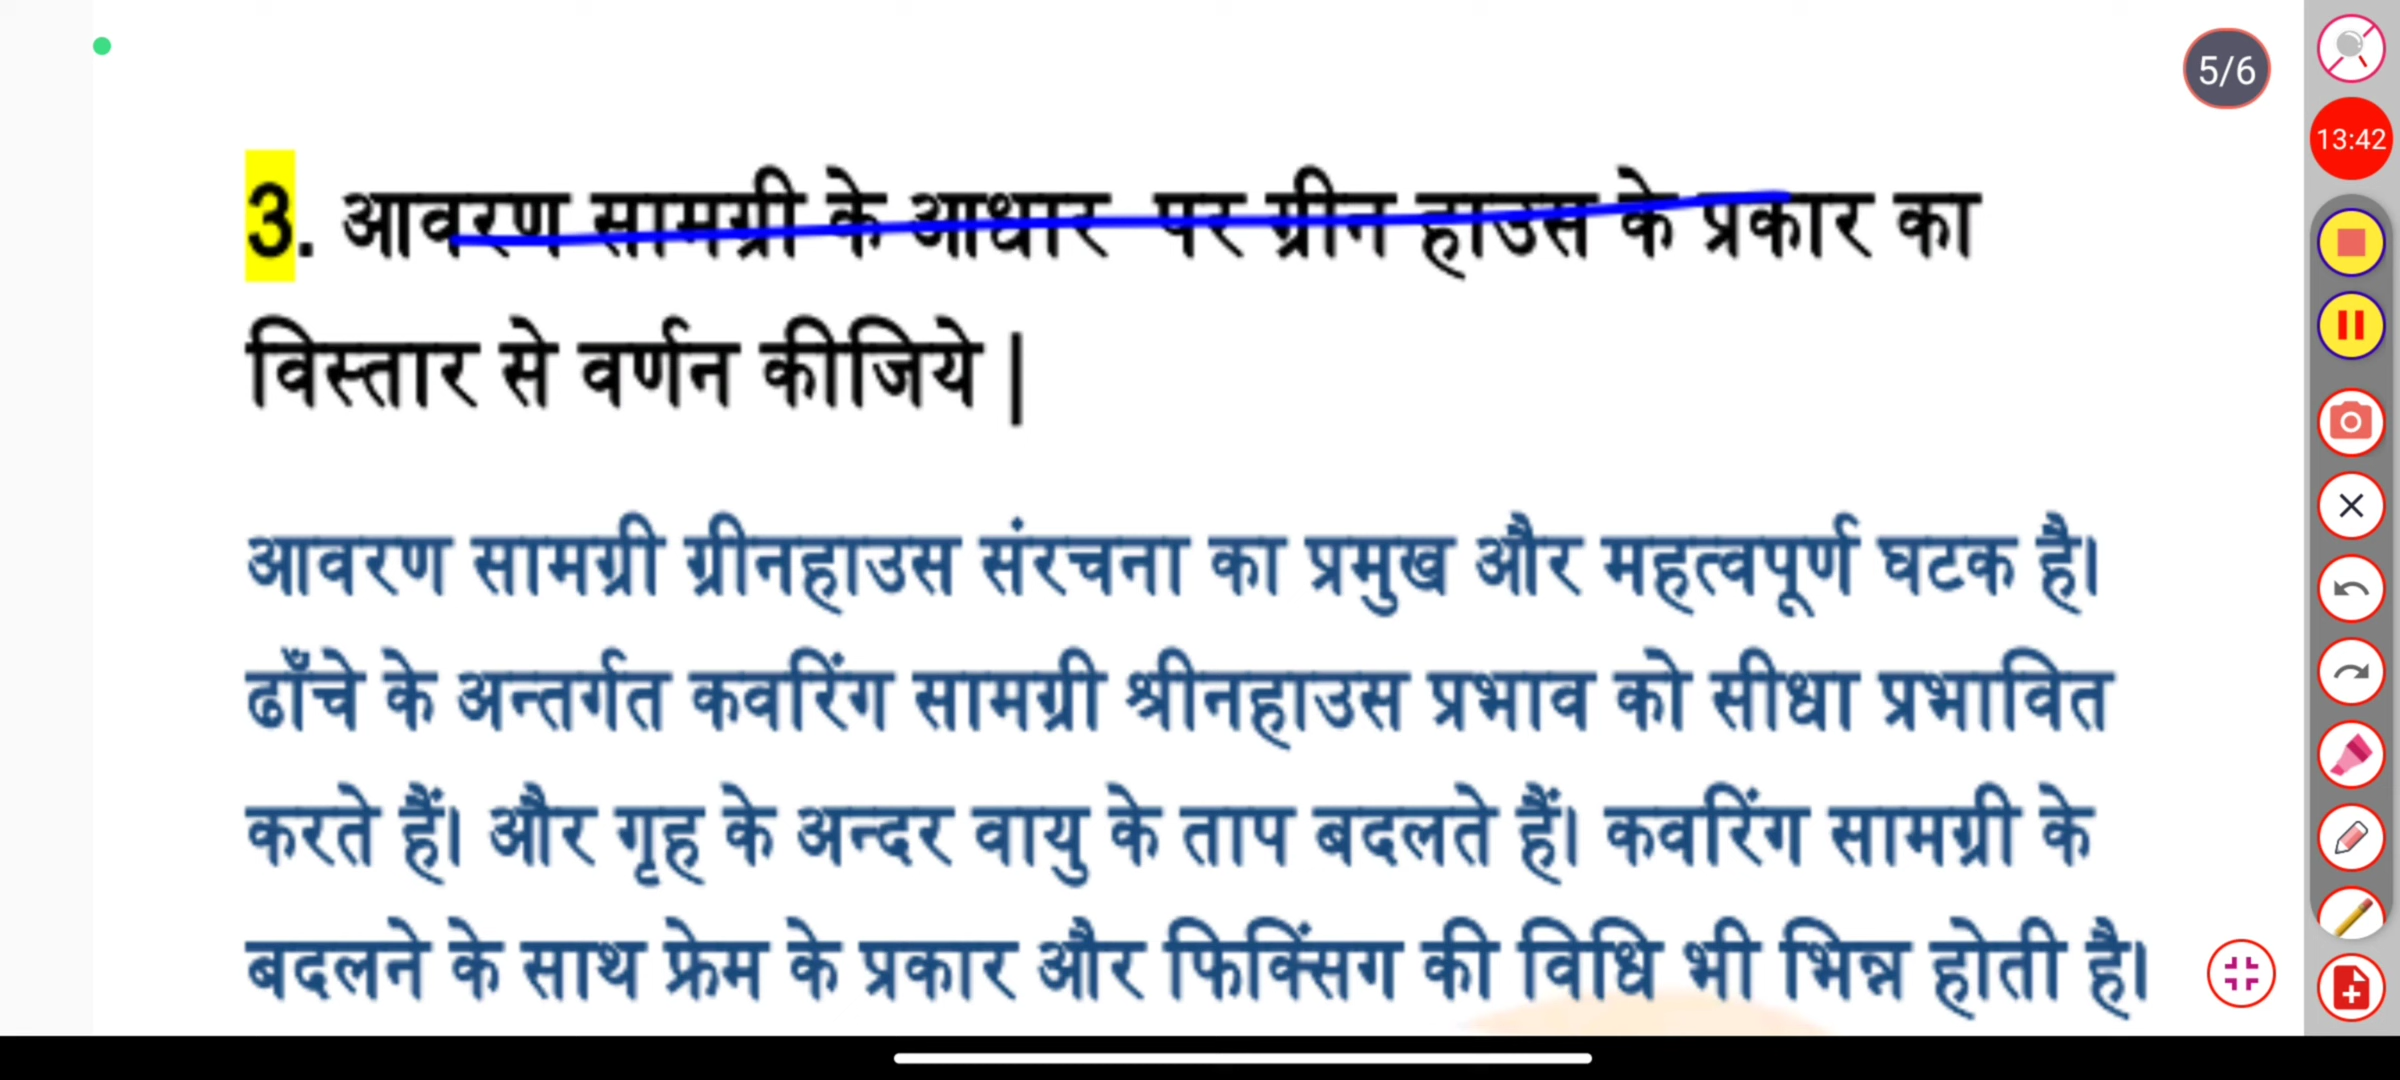 5/6
13:42
3. आवरण सामग्री के आधार पर ग्रीन हाउस के प्रकार का
विस्तार से वर्णन कीजिये |
आवरण सामग्री ग्रीनहाउस संरचना का प्रमुख और महत्वपूर्ण घटक है।
ढाँचे के अन्तर्गत कवरिंग सामग्री श्रीनहाउस प्रभाव को सीधा प्रभावित
करते हैं। और गृह के अन्दर वायु के ताप बदलते हैं। कवरिंग सामग्री के
बदलने के साथ फ्रेम के प्रकार और फिक्सिंग की विधि भी भिन्न होती है।